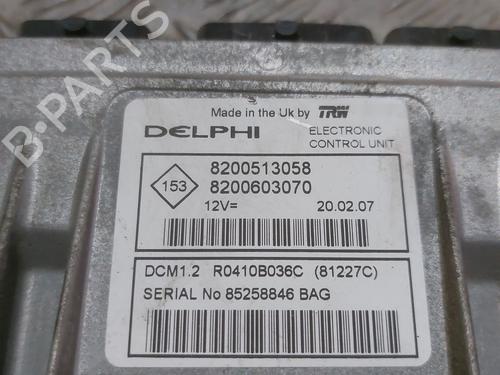 B-PARTS
Made in the Uk by TRW
DELPHI
ELECTRONIC
CONTROL UNIT
153
8200513058
8200603070
12V=
20.02.07
DCM1.2 R0410B036C (81227C)
SERIAL No 85258846 BAG